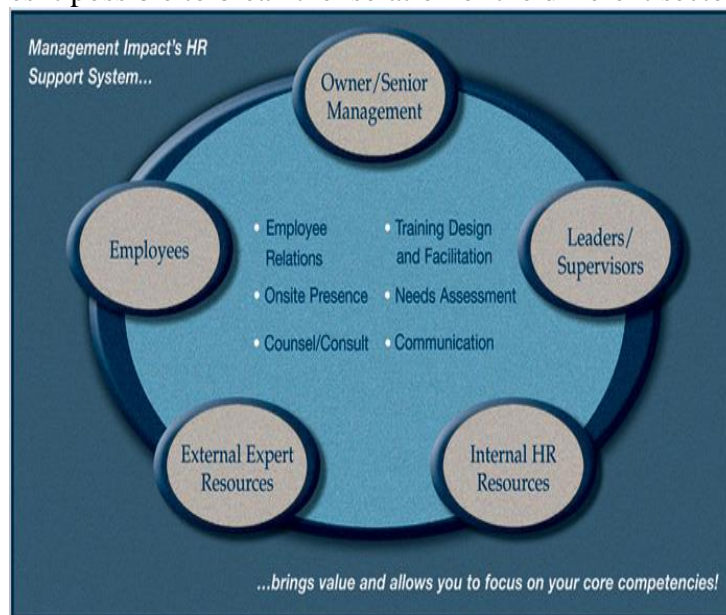 Management Impact's HR
Support System...
Owner/Senior
Management
Employees
Leaders/
Supervisors
• Employee
Relations
• Onsite Presence
• Counsel/Consult
• Training Design
and Facilitation
• Needs Assessment
• Communication
External Expert
Resources
Internal HR
Resources
...brings value and allows you to focus on your core competencies!